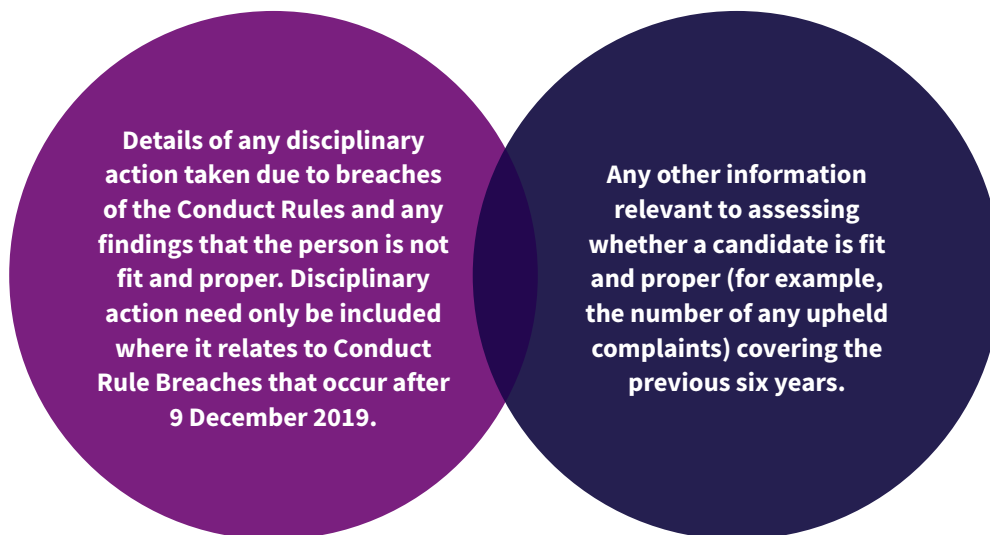 Details of any disciplinary
action taken due to breaches
of the Conduct Rules and any
findings that the person is not
fit and proper. Disciplinary
action need only be included
where it relates to Conduct
Rule Breaches that occur after
9 December 2019.
Any other information
relevant to assessing
whether a candidate is fit
and proper (for example,
the number of any upheld
complaints) covering the
previous six years.